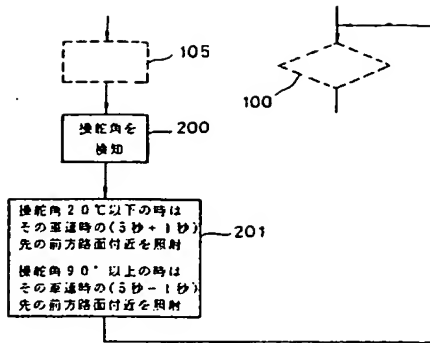 105
100
操舵角を
検知
200
操舵角20℃以下の時は
その車速時の(5秒+1秒)
先の前方路面付近を照射
操舵角90°以上の時は
その車速時の(5秒-1秒)
先の前方路面付近を照射
201